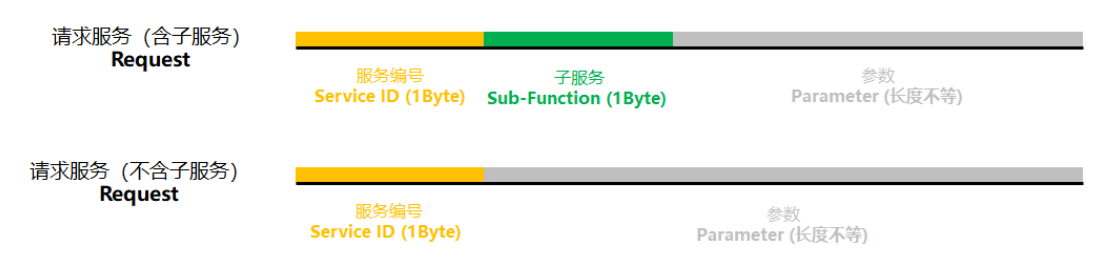 请求服务（含子服务）
Request
服务编号
Service ID (1Byte)
子服务
Sub-Function (1Byte)
参数
Parameter (长度不等)
请求服务（不含子服务）
Request
服务编号
Service ID (1Byte)
参数
Parameter (长度不等)